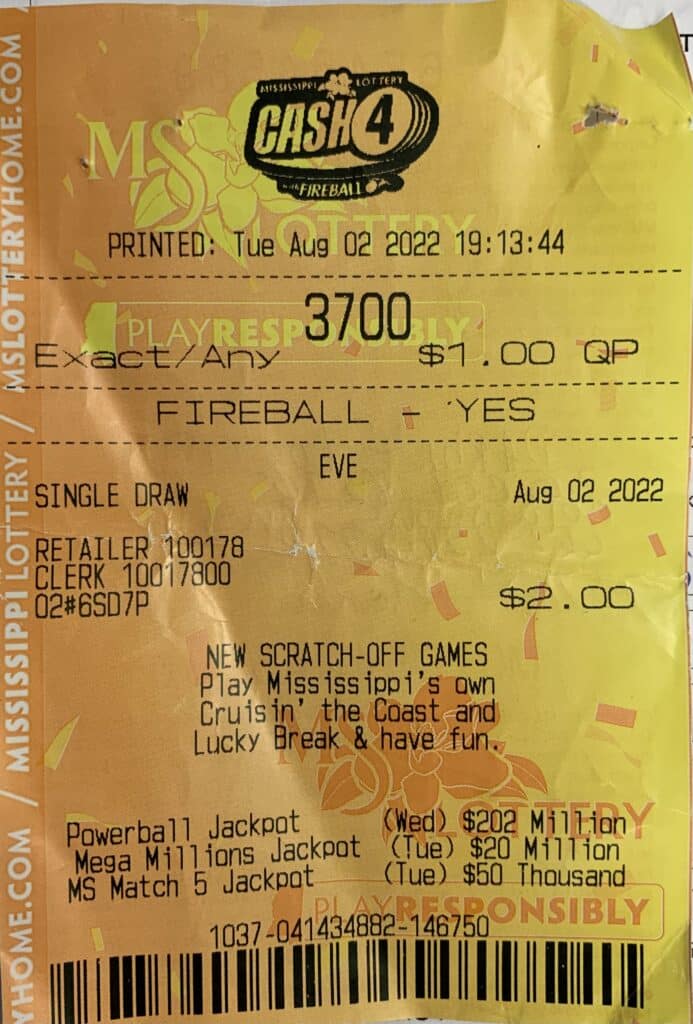 MISSISSIPPI LOTTERY
CASH 4
FIREBALL
MS
LOTTERY
PRINTED: Tue Aug 02 2022 19:13:44
3700
PLAY RESPONSIBLY
Exact/Any $1.00 QP
FIREBALL - YES
EVE
SINGLE DRAW Aug 02 2022
RETAILER 100178
CLERK 10017800
02#6SD7P $2.00
NEW SCRATCH-OFF GAMES
Play Mississippi's own
Cruisin' the Coast and
Lucky Break & have fun.
MS
LOTTERY
Powerball Jackpot (Wed) $202 Million
Mega Millions Jackpot (Tue) $20 Million
MS Match 5 Jackpot (Tue) $50 Thousand
PLAY RESPONSIBLY
1037-041434882-146750
YHOME.COM / MISSISSIPPI LOTTERY / MSLOTTERYHOME.COM